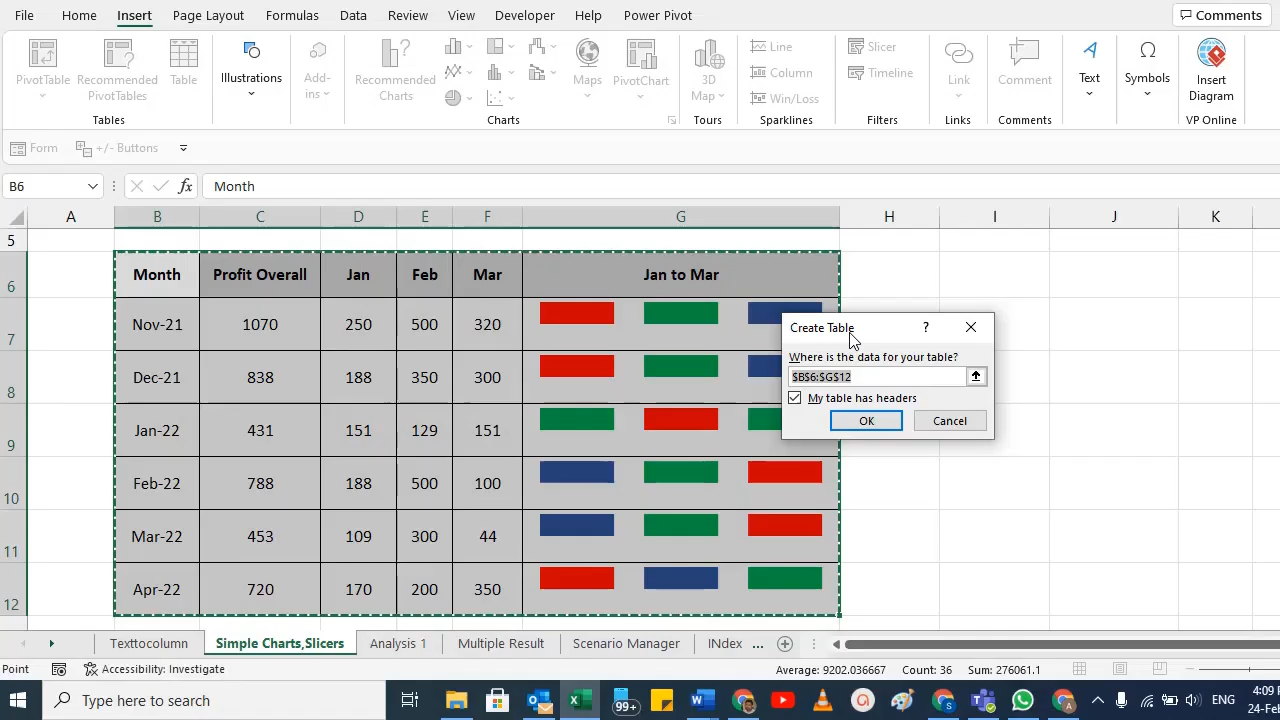 File Home Insert Page Layout Formulas Data Review View Developer Help Power Pivot Comments
PivotTable Recommended PivotTables Table Illustrations Add-ins Recommended Charts Maps PivotChart 3D Map Line Column Win/Loss Slicer Timeline Link Comment Text Symbols Insert Diagram
Tables Charts Tours Sparklines Filters Links Comments VP Online
Form +/- Buttons
B6 fx Month
A B C D E F G H I J K
5
6 Month Profit Overall Jan Feb Mar Jan to Mar
7 Nov-21 1070 250 500 320
8 Dec-21 838 188 350 300
9 Jan-22 431 151 129 151
10 Feb-22 788 188 500 100
11 Mar-22 453 109 300 44
12 Apr-22 720 170 200 350
Create Table ?
Where is the data for your table?
$B$6:$G$12
My table has headers
OK Cancel
Texttocolumn Simple Charts,Slicers Analysis 1 Multiple Result Scenario Manager INdex ...
Point Accessibility: Investigate Average: 9202.036667 Count: 36 Sum: 276061.1
Type here to search 99+ ENG 4:09 P
24-Feb